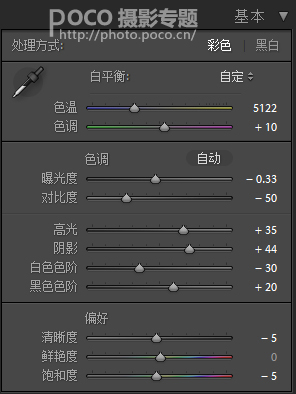 poco 摄影专题
基本
http://photo.poco.cn/
处理方式: 彩色 | 黑白
白平衡: 自定
色温 5122
色调 + 10
色调 自动
曝光度 − 0.33
对比度 − 50
高光 + 35
阴影 + 44
白色色阶 − 30
黑色色阶 + 20
偏好
清晰度 − 5
鲜艳度 0
饱和度 − 5